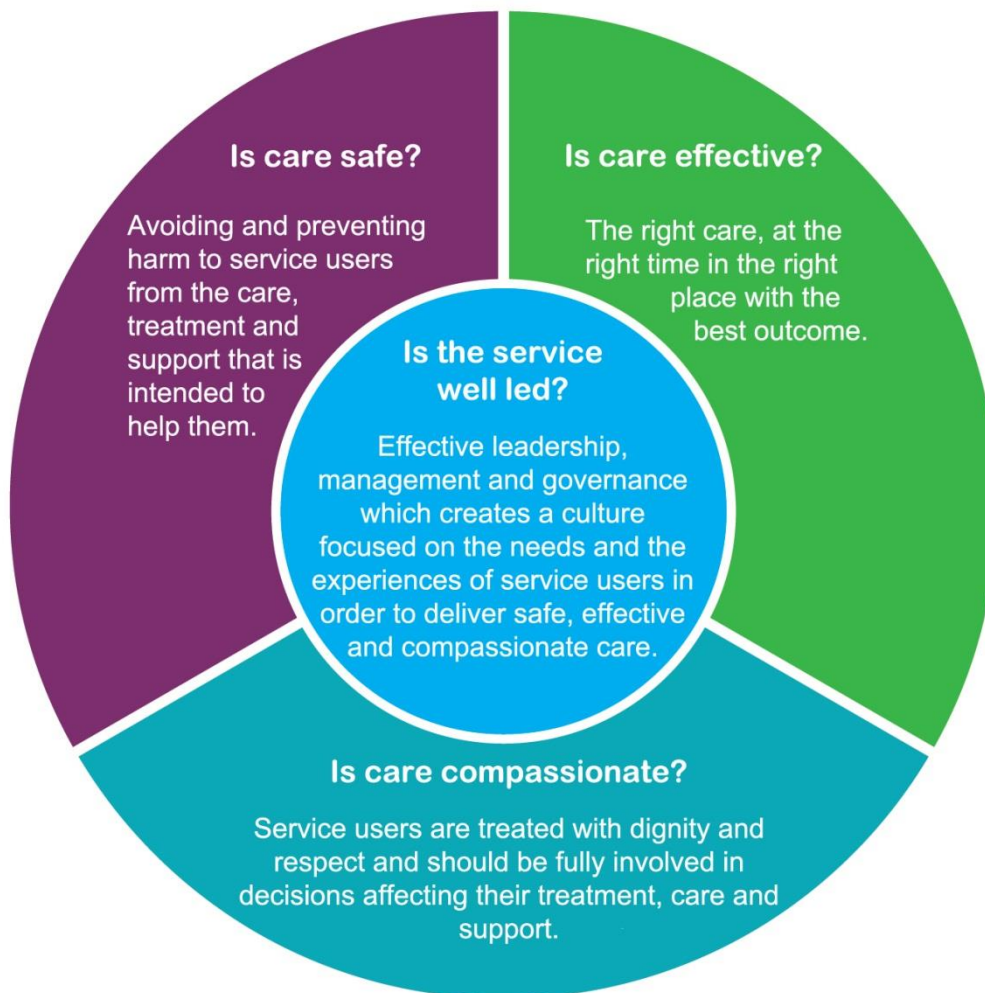 Is care safe?
Avoiding and preventing
harm to service users
from the care,
treatment and
support that is
intended to
help them.
Is care effective?
The right care, at the
right time in the right
place with the
best outcome.
Is the service
well led?
Effective leadership,
management and governance
which creates a culture
focused on the needs and the
experiences of service users in
order to deliver safe, effective
and compassionate care.
Is care compassionate?
Service users are treated with dignity and
respect and should be fully involved in
decisions affecting their treatment, care and
support.